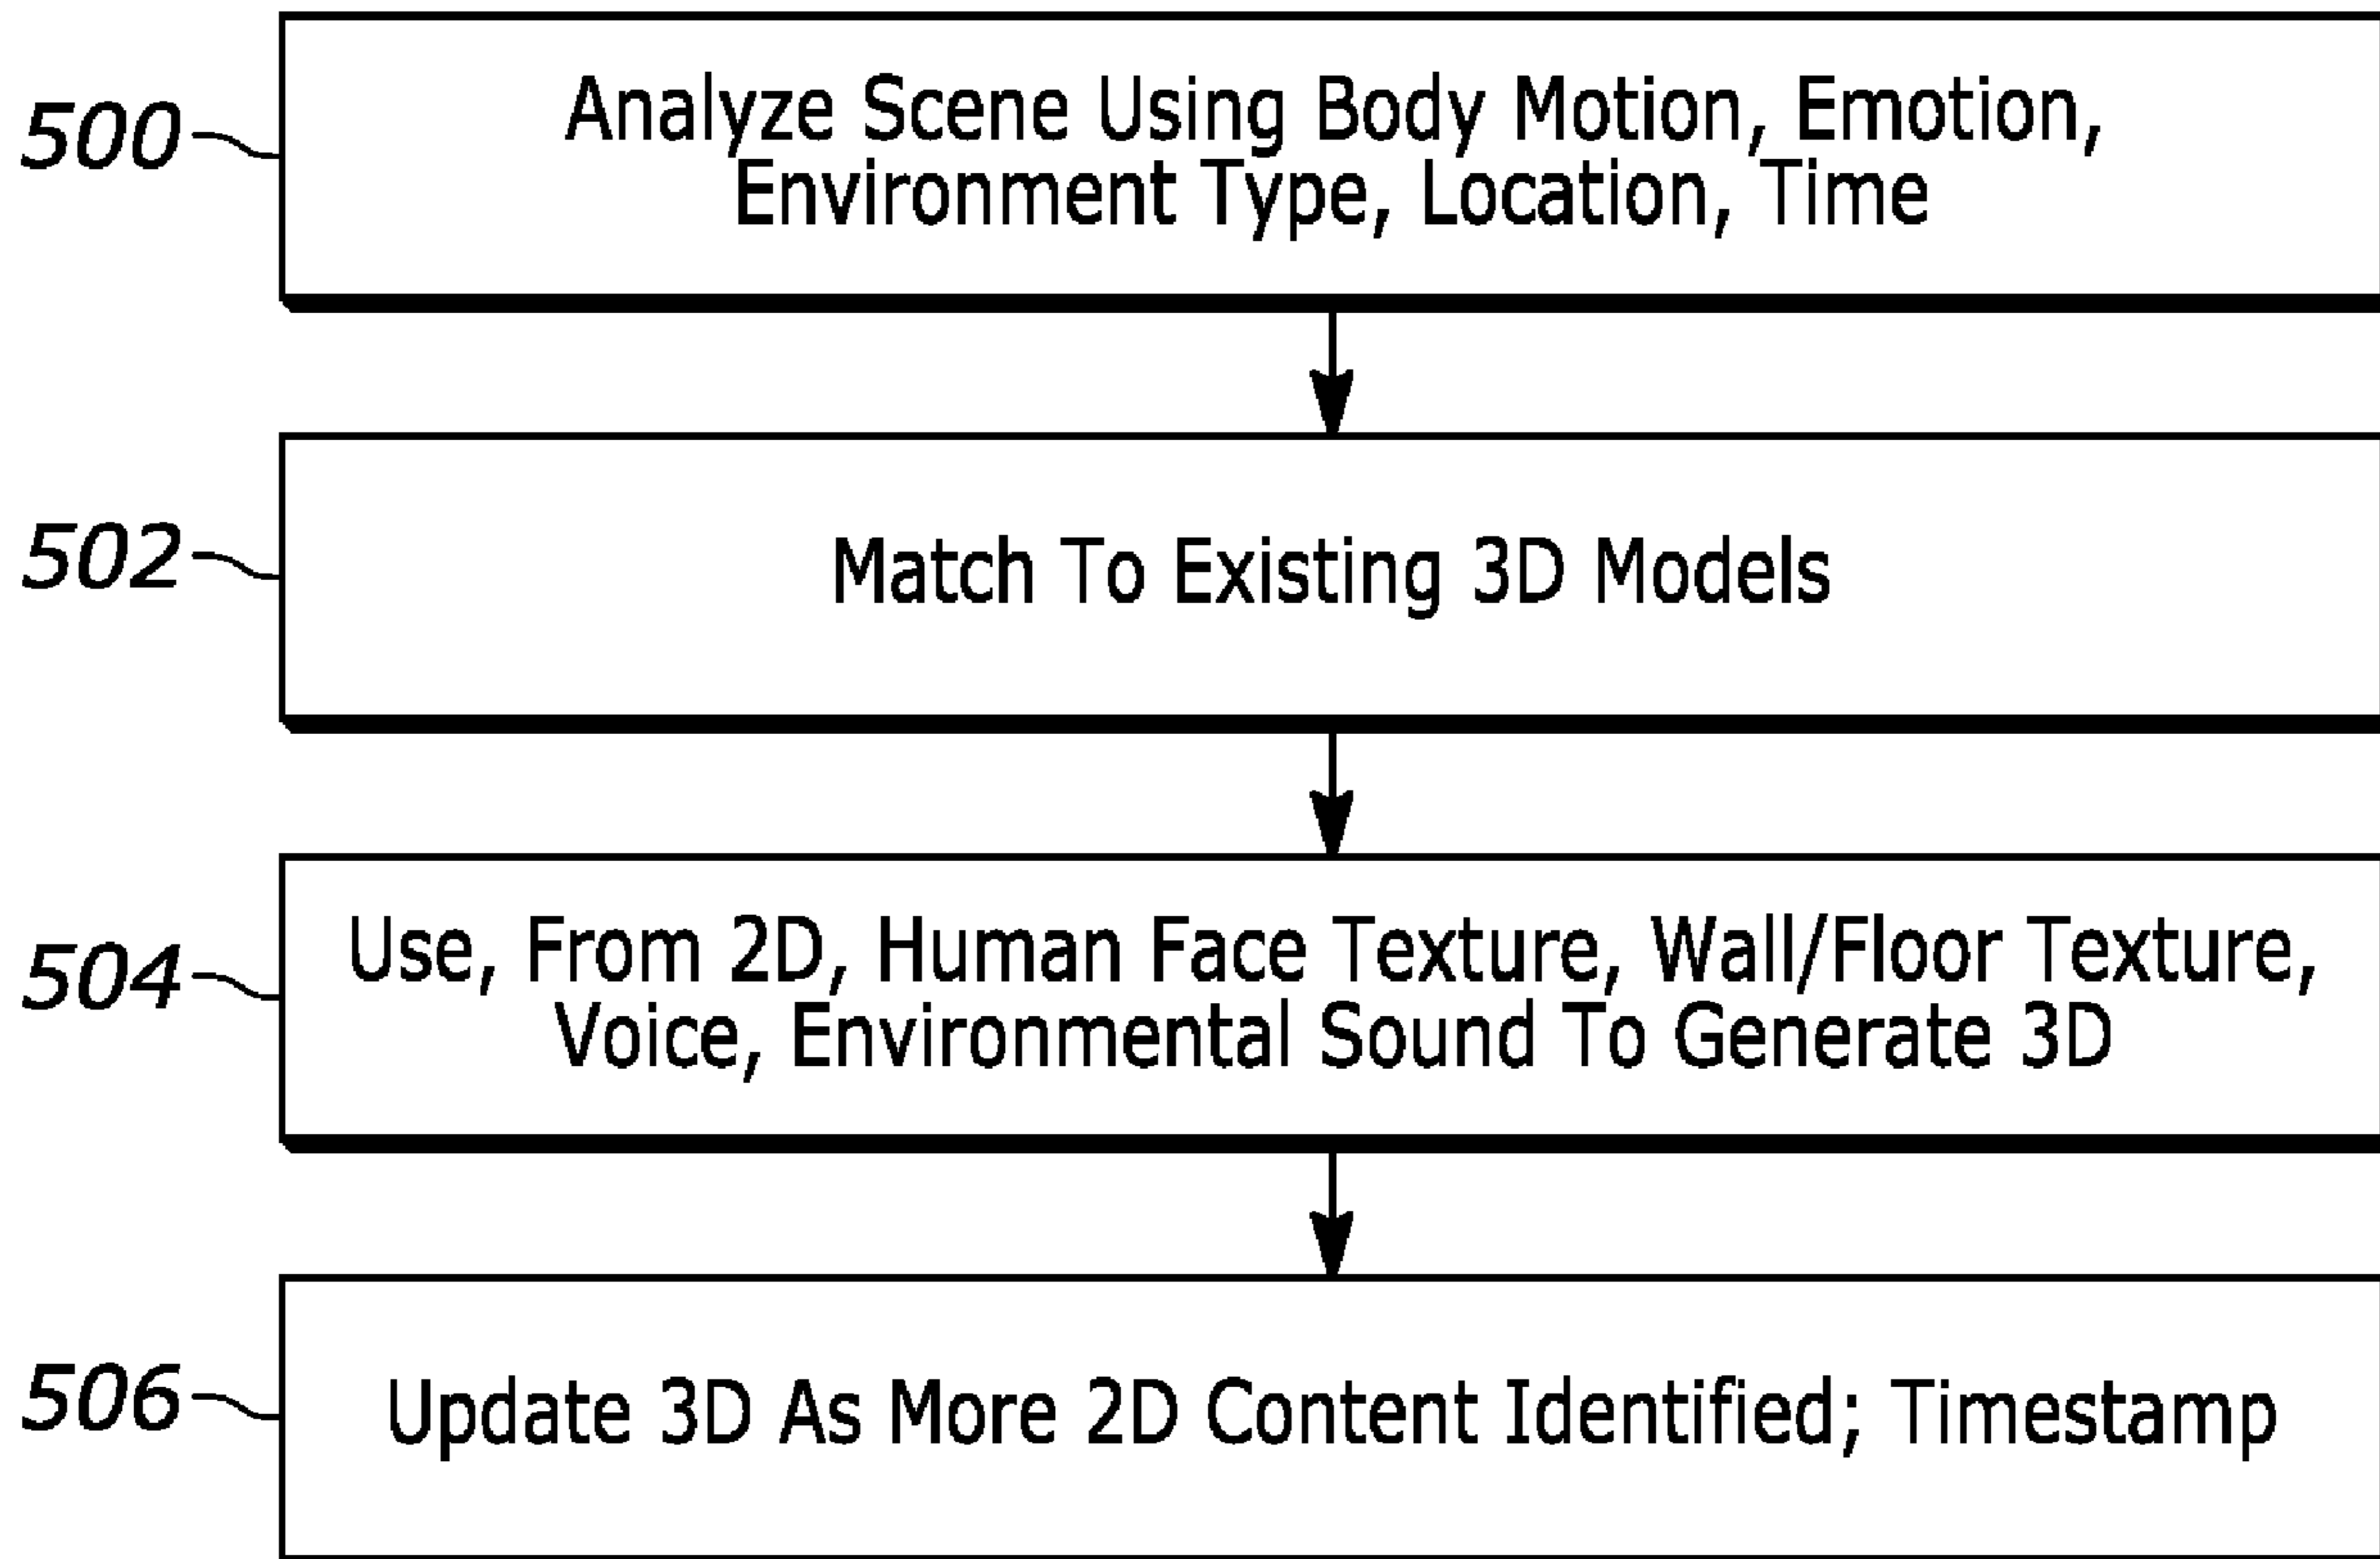 500
Analyze Scene Using Body Motion, Emotion,
Environment Type, Location, Time
502
Match To Existing 3D Models
504
Use, From 2D, Human Face Texture, Wall/Floor Texture,
Voice, Environmental Sound To Generate 3D
506
Update 3D As More 2D Content Identified; Timestamp